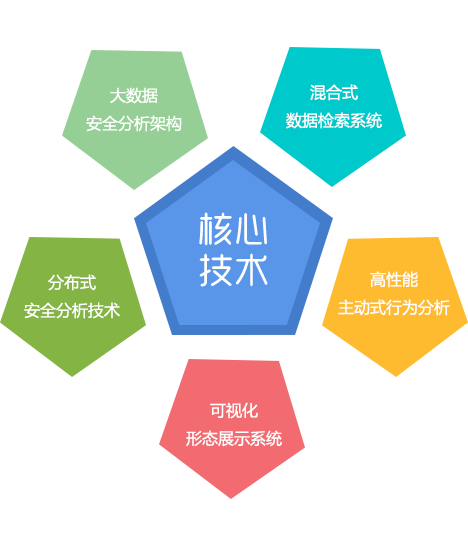 大数据
安全分析架构
混合式
数据检索系统
核心
技术
分布式
安全分析技术
高性能
主动式行为分析
可视化
形态展示系统